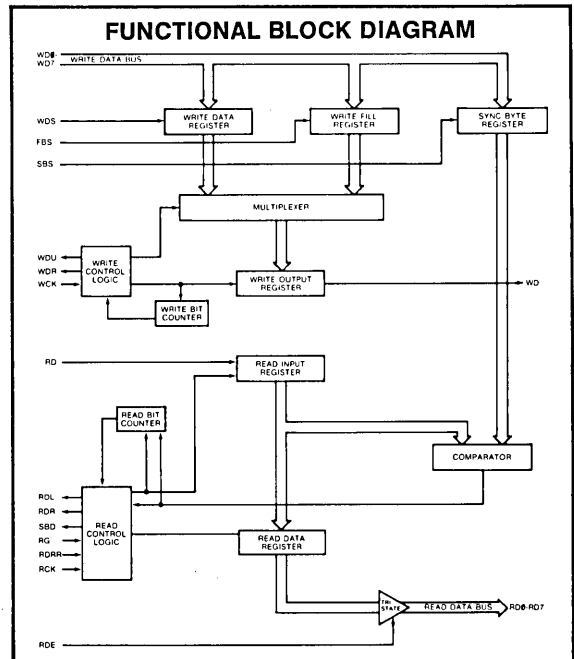 FUNCTIONAL BLOCK DIAGRAM
WD0-
WD7
WRITE DATA BUS
WDS
WRITE DATA
REGISTER
WRITE FILL
REGISTER
SYNC BYTE
REGISTER
FBS
SBS
MULTIPLEXER
WDU
WDR
WCK
WRITE
CONTROL
LOGIC
WRITE OUTPUT
REGISTER
WD
WRITE BIT
COUNTER
RD
READ INPUT
REGISTER
READ BIT
COUNTER
COMPARATOR
RDL
RDR
SBD
RG
RDRR
RCK
READ
CONTROL
LOGIC
READ DATA
REGISTER
TRI
STATE
READ DATA BUS
RD0-RD7
RDE